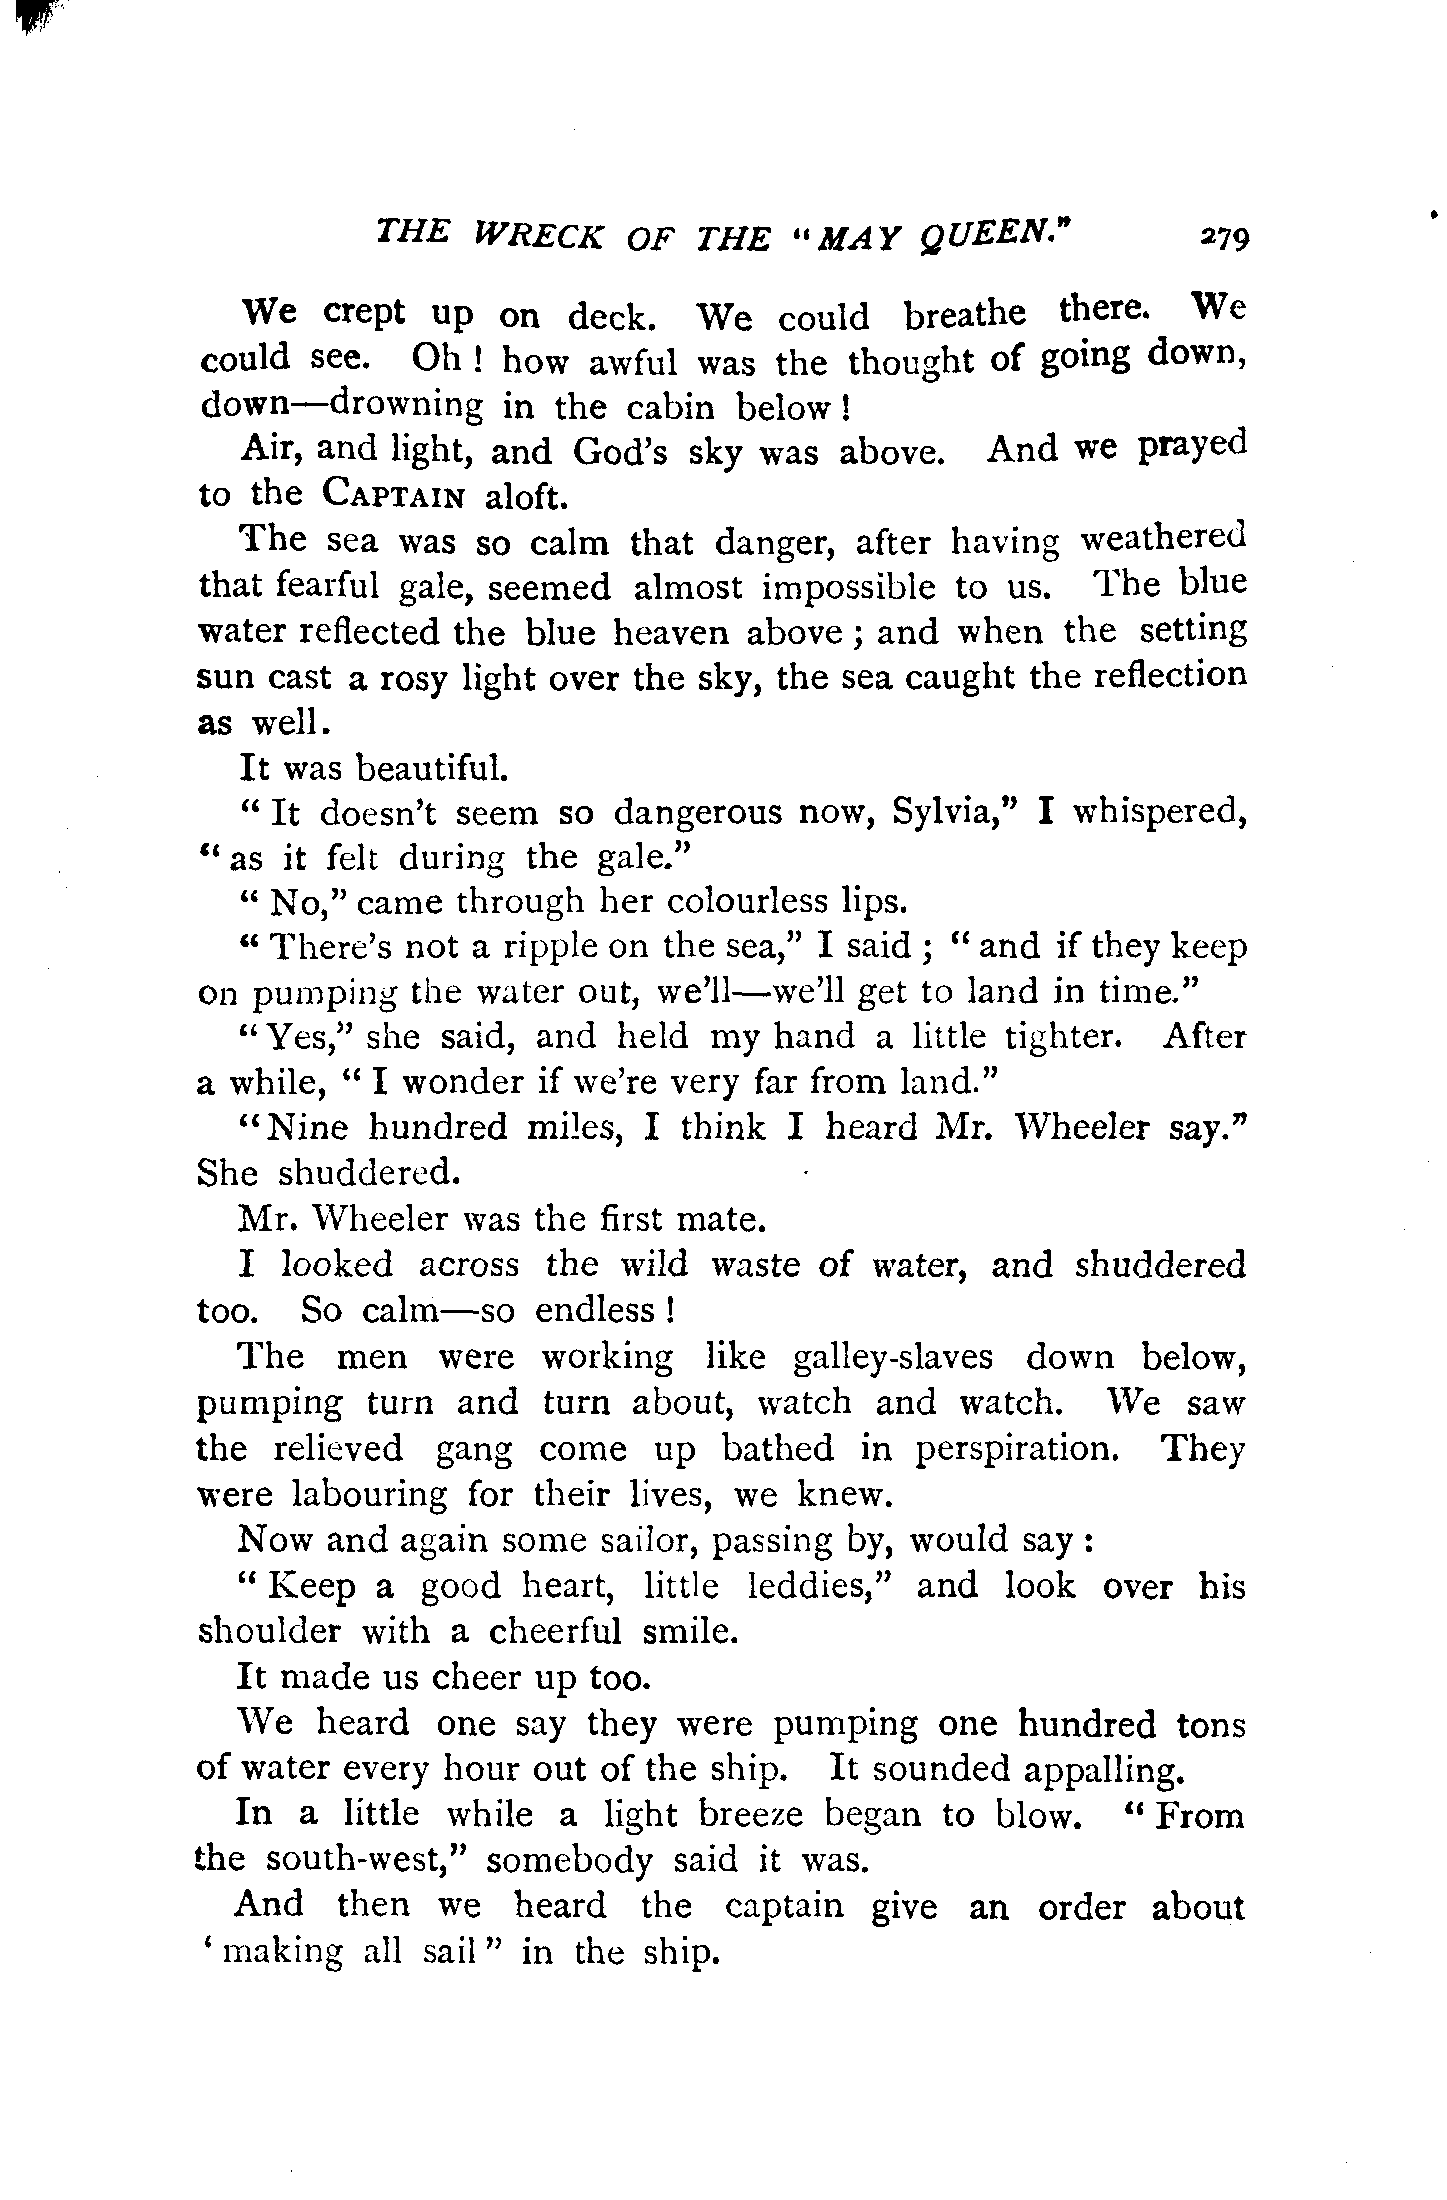 THE WRECK OF THE "MAY QUEEN." 279
We crept up on deck. We could breathe there. We
could see. Oh! how awful was the thought of going down,
down—drowning in the cabin below!
Air, and light, and God's sky was above. And we prayed
to the CAPTAIN aloft.
The sea was so calm that danger, after having weathered
that fearful gale, seemed almost impossible to us. The blue
water reflected the blue heaven above; and when the setting
sun cast a rosy light over the sky, the sea caught the reflection
as well.
It was beautiful.
"It doesn't seem so dangerous now, Sylvia," I whispered,
"as it felt during the gale."
"No," came through her colourless lips.
"There's not a ripple on the sea," I said; "and if they keep
on pumping the water out, we'll—we'll get to land in time."
"Yes," she said, and held my hand a little tighter. After
a while, "I wonder if we're very far from land."
"Nine hundred miles, I think I heard Mr. Wheeler say."
She shuddered.
Mr. Wheeler was the first mate.
I looked across the wild waste of water, and shuddered
too. So calm—so endless!
The men were working like galley-slaves down below,
pumping turn and turn about, watch and watch. We saw
the relieved gang come up bathed in perspiration. They
were labouring for their lives, we knew.
Now and again some sailor, passing by, would say:
"Keep a good heart, little leddies," and look over his
shoulder with a cheerful smile.
It made us cheer up too.
We heard one say they were pumping one hundred tons
of water every hour out of the ship. It sounded appalling.
In a little while a light breeze began to blow. "From
the south-west," somebody said it was.
And then we heard the captain give an order about
'making all sail" in the ship.